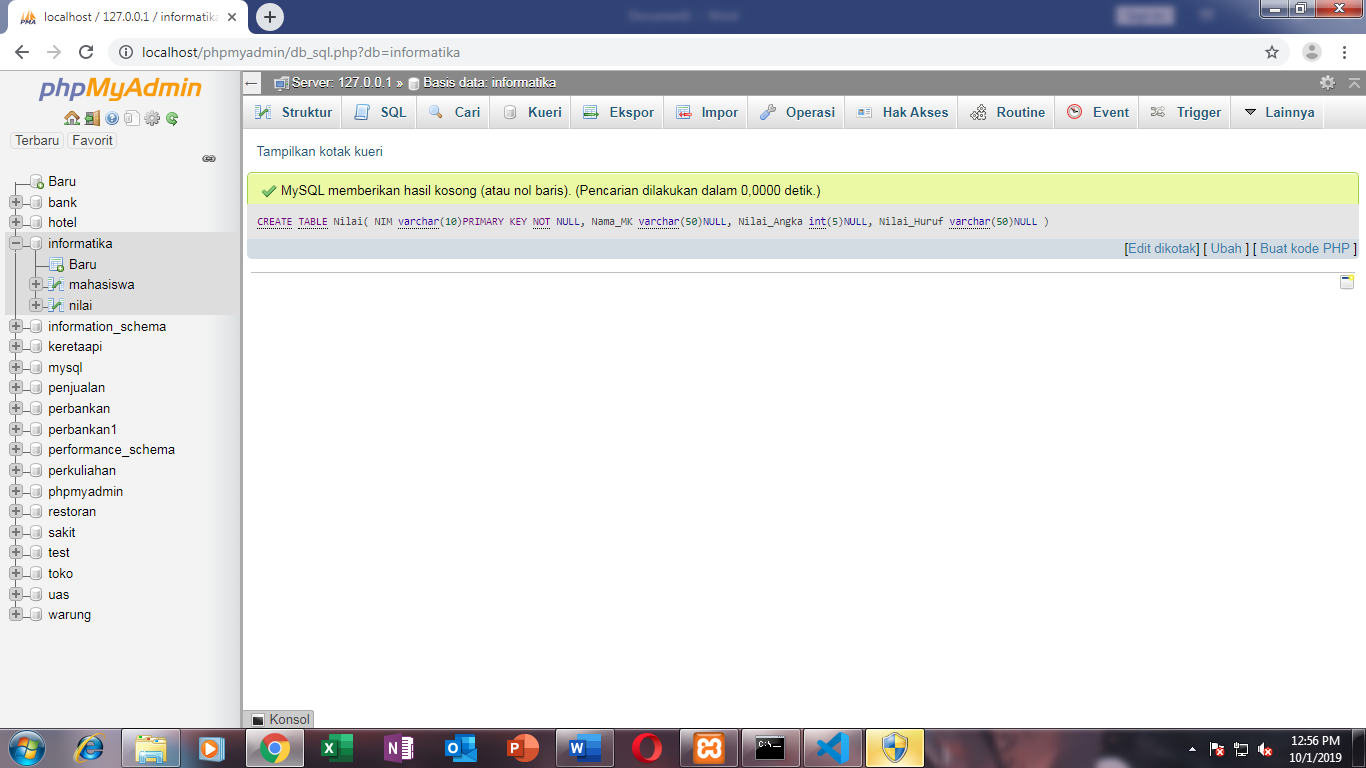 localhost / 127.0.0.1 / informatika
localhost/phpmyadmin/db_sql.php?db=informatika
phpMyAdmin
Terbaru Favorit
Baru
bank
hotel
informatika
Baru
mahasiswa
nilai
information_schema
keretaapi
mysql
penjualan
perbankan
perbankan1
performance_schema
perkuliahan
phpmyadmin
restoran
sakit
test
toko
uas
warung
Server: 127.0.0.1 » Basis data: informatika
Struktur SQL Cari Kueri Ekspor Impor Operasi Hak Akses Routine Event Trigger Lainnya
Tampilkan kotak kueri
MySQL memberikan hasil kosong (atau nol baris). (Pencarian dilakukan dalam 0,0000 detik.)
CREATE TABLE Nilai( NIM varchar(10)PRIMARY KEY NOT NULL, Nama_MK varchar(50)NULL, Nilai_Angka int(5)NULL, Nilai_Huruf varchar(50)NULL )
[Edit dikotak] [ Ubah ] [ Buat kode PHP ]
Konsol
12:56 PM
10/1/2019